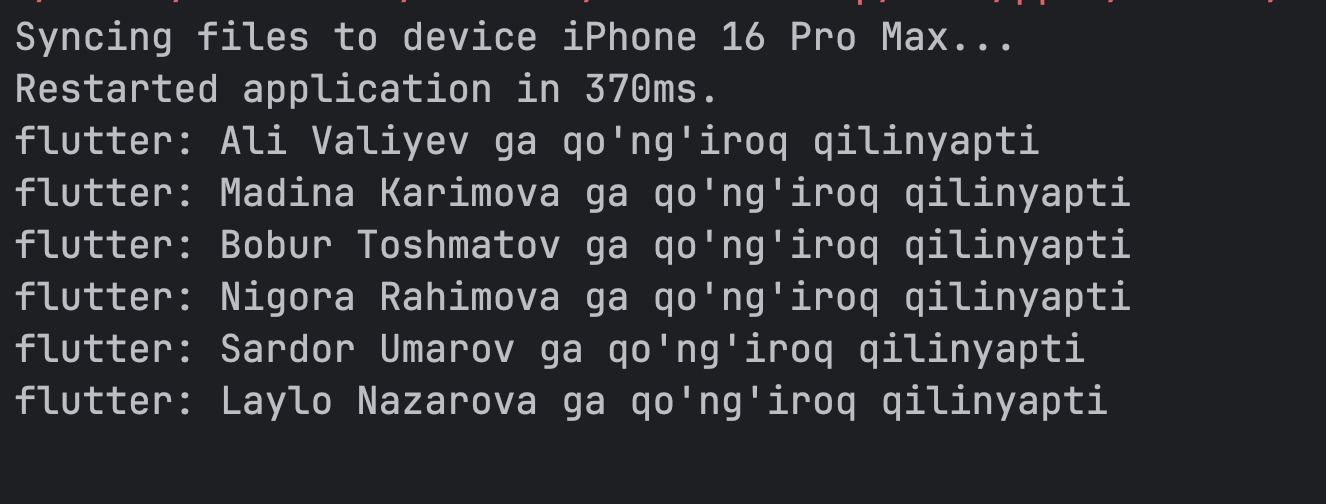 Syncing files to device iPhone 16 Pro Max...
Restarted application in 370ms.
flutter: Ali Valiyev ga qo'ng'iroq qilinyapti
flutter: Madina Karimova ga qo'ng'iroq qilinyapti
flutter: Bobur Toshmatov ga qo'ng'iroq qilinyapti
flutter: Nigora Rahimova ga qo'ng'iroq qilinyapti
flutter: Sardor Umarov ga qo'ng'iroq qilinyapti
flutter: Laylo Nazarova ga qo'ng'iroq qilinyapti